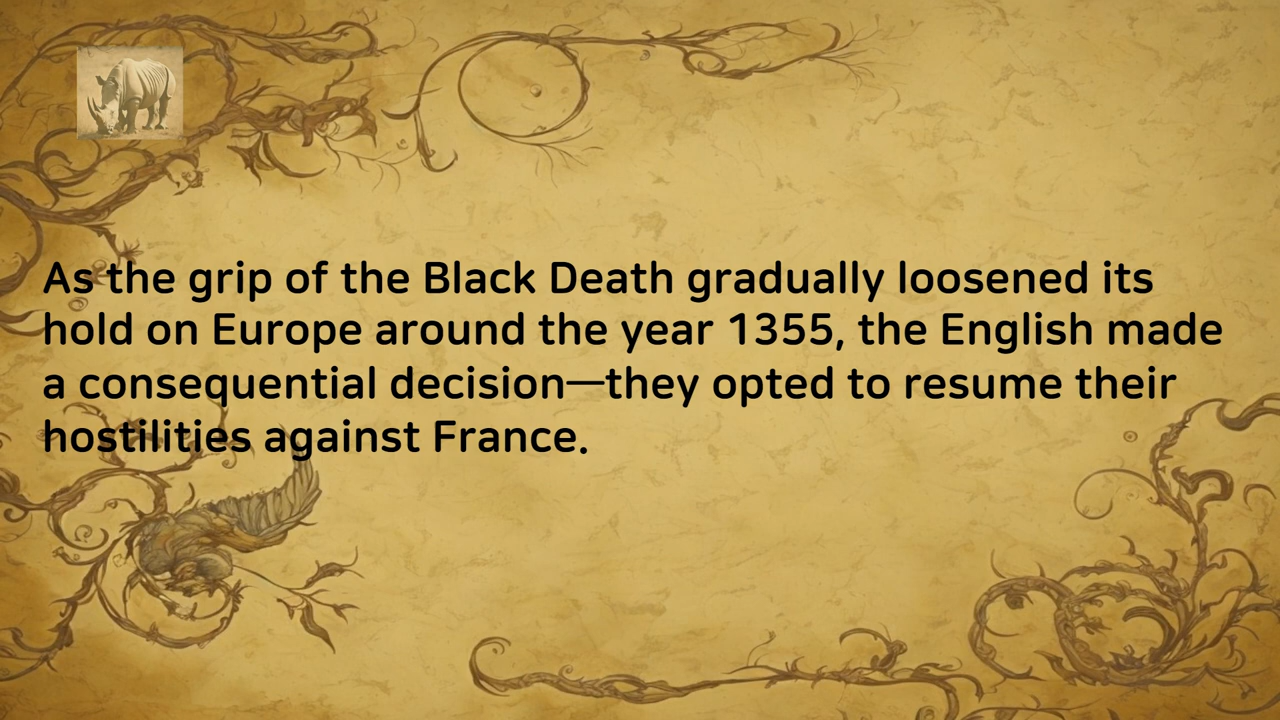 As the grip of the Black Death gradually loosened its
hold on Europe around the year 1355, the English made
a consequential decision—they opted to resume their
hostilities against France.